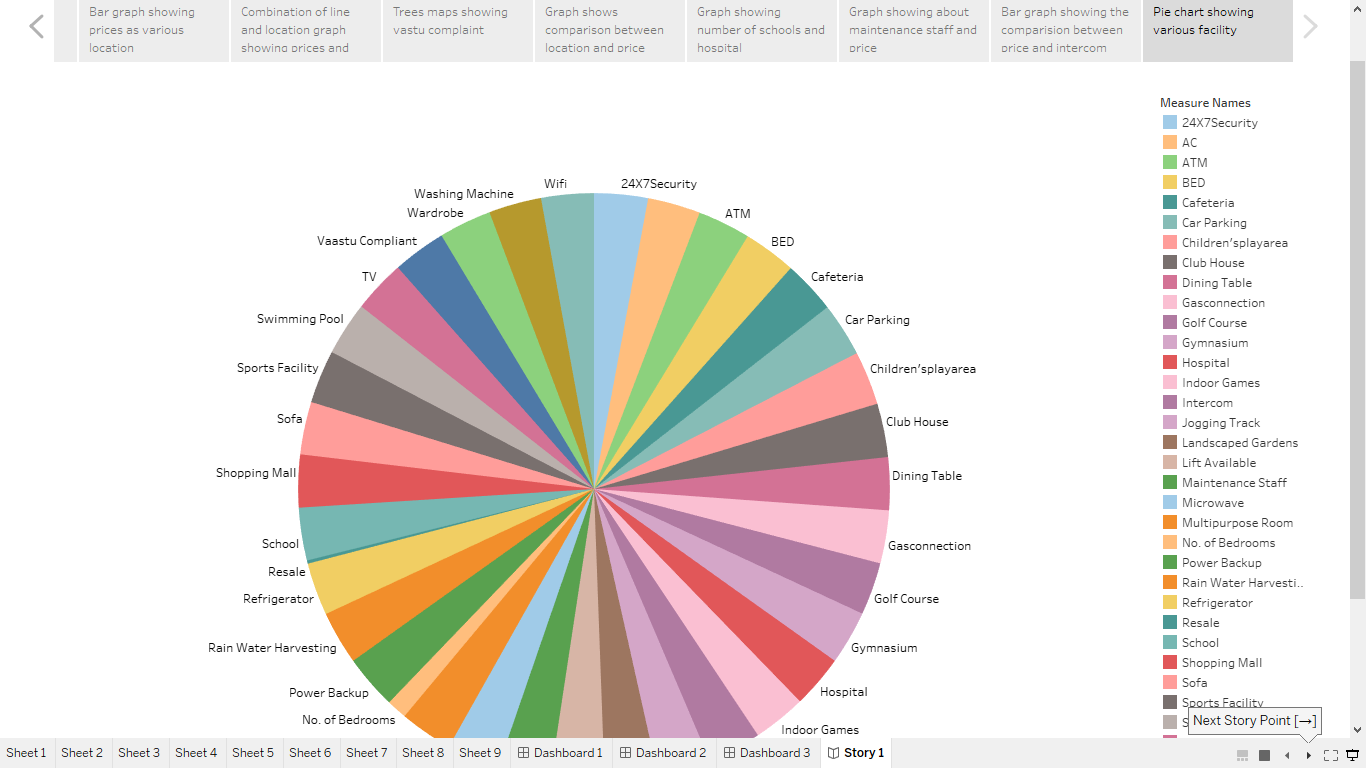 Bar graph showing
prices as various
location
Combination of line
and location graph
showing prices and
Trees maps showing
vastu complaint
Graph shows
comparison between
location and price
Graph showing
number of schools and
hospital
Graph showing about
maintenance staff and
price
Bar graph showing the
comparision between
price and intercom
Pie chart showing
various facility
Measure Names
24X7Security
AC
ATM
BED
Cafeteria
Car Parking
Children'splayarea
Club House
Dining Table
Gasconnection
Golf Course
Gymnasium
Hospital
Indoor Games
Intercom
Jogging Track
Landscaped Gardens
Lift Available
Maintenance Staff
Microwave
Multipurpose Room
No. of Bedrooms
Power Backup
Rain Water Harvesti..
Refrigerator
Resale
School
Shopping Mall
Sofa
Sports Facility
Wifi
24X7Security
Washing Machine
Wardrobe
ATM
Vaastu Compliant
BED
TV
Cafeteria
Swimming Pool
Car Parking
Sports Facility
Children'splayarea
Sofa
Club House
Shopping Mall
Dining Table
School
Gasconnection
Resale
Refrigerator
Golf Course
Rain Water Harvesting
Gymnasium
Power Backup
Hospital
No. of Bedrooms
Indoor Games
Next Story Point [→]
Sheet 1
Sheet 2
Sheet 3
Sheet 4
Sheet 5
Sheet 6
Sheet 7
Sheet 8
Sheet 9
Dashboard 1
Dashboard 2
Dashboard 3
Story 1